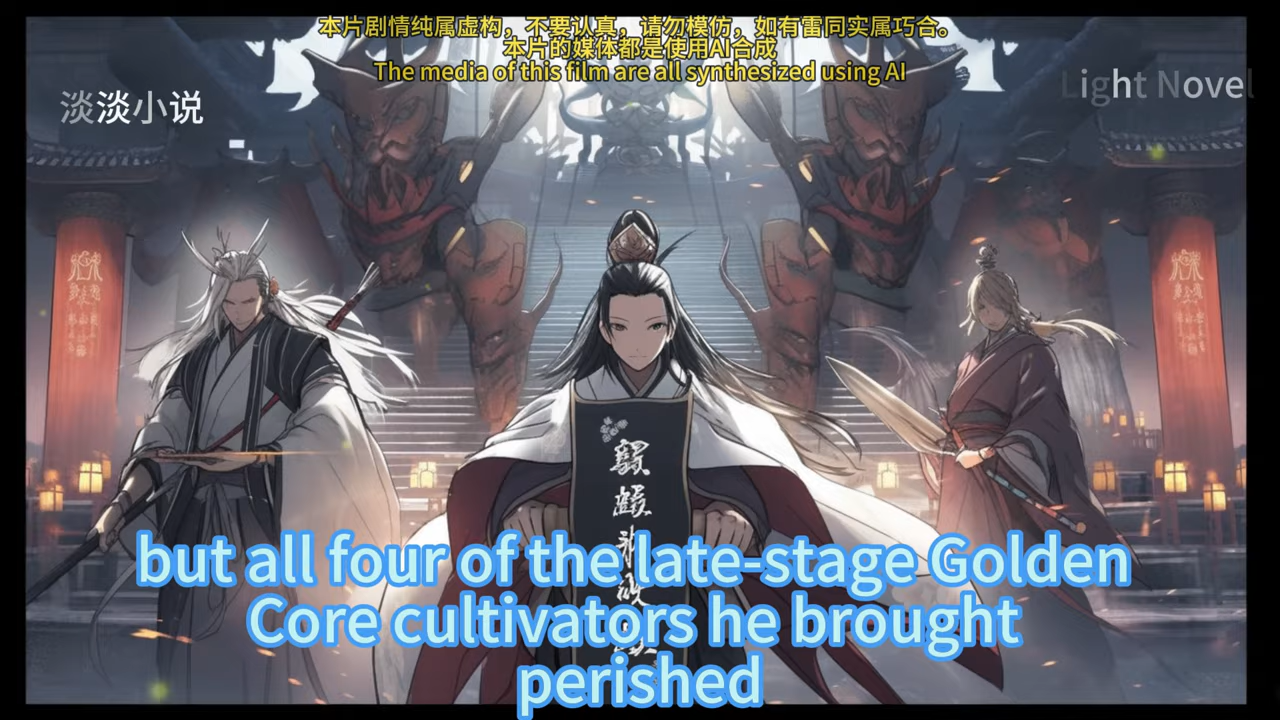 本片剧情纯属虚构，不要认真，请勿模仿，如有雷同实属巧合。
本片的媒体都是使用AI合成
The media of this film are all synthesized using AI
淡淡小说
Light Novel
but all four of the late-stage Golden
Core cultivators he brought
perished